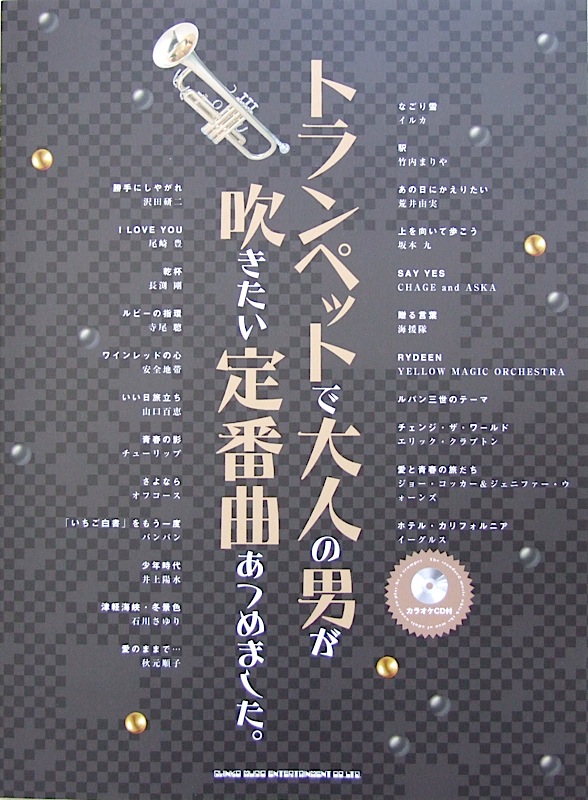 トランペットで大人の男が
吹きたい定番曲あつめました。
なごり雪
イルカ
駅
竹内まりや
あの日にかえりたい
荒井由実
上を向いて歩こう
坂本 九
SAY YES
CHAGE and ASKA
贈る言葉
海援隊
RYDEEN
YELLOW MAGIC ORCHESTRA
ルパン三世のテーマ
チェンジ・ザ・ワールド
エリック・クラプトン
愛と青春の旅だち
ジョー・コッカー＆ジェニファー・ウ
ォーンズ
ホテル・カリフォルニア
イーグルス
勝手にしやがれ
沢田研二
I LOVE YOU
尾崎 豊
乾杯
長渕 剛
ルビーの指環
寺尾 聰
ワインレッドの心
安全地帯
いい日旅立ち
山口百恵
青春の影
チューリップ
さよなら
オフコース
「いちご白書」をもう一度
バンバン
少年時代
井上陽水
津軽海峡・冬景色
石川さゆり
愛のままで…
秋元順子
カラオケCD付
SHINKO MUSIC ENTERTAINMENT CO.,LTD.